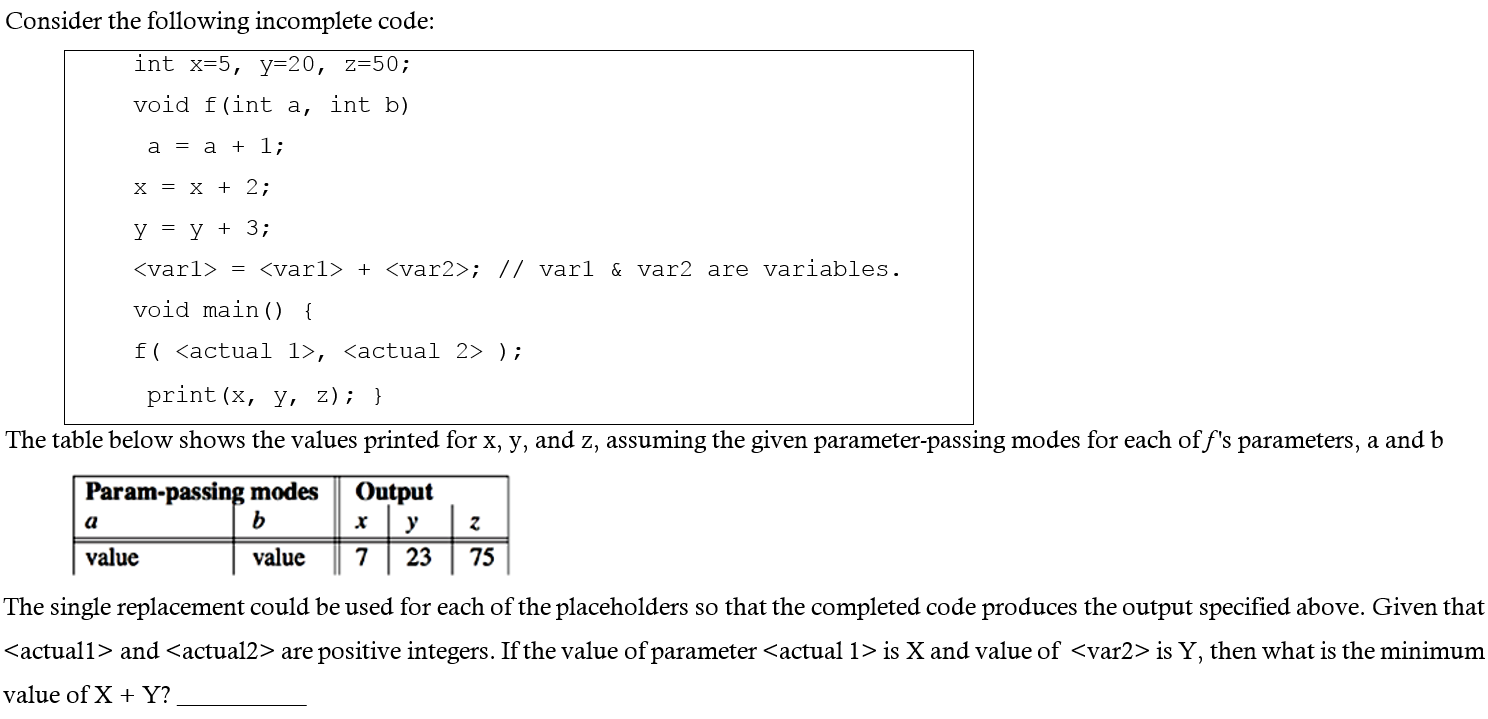 Consider the following incomplete code:
int x=5, y=20, z=50;
void f(int a, int b)
a = a + 1;
x = x + 2;
y = y + 3;
<var1> = <var1> + <var2>; // var1 & var2 are variables.
void main() {
f( <actual 1>, <actual 2> );
print(x, y, z); }
The table below shows the values printed for x, y, and z, assuming the given parameter-passing modes for each of f's parameters, a and b
Param-passing modes Output
a b x y z
value value 7 23 75
The single replacement could be used for each of the placeholders so that the completed code produces the output specified above. Given that
<actual1> and <actual2> are positive integers. If the value of parameter <actual 1> is X and value of <var2> is Y, then what is the minimum
value of X + Y? ___________